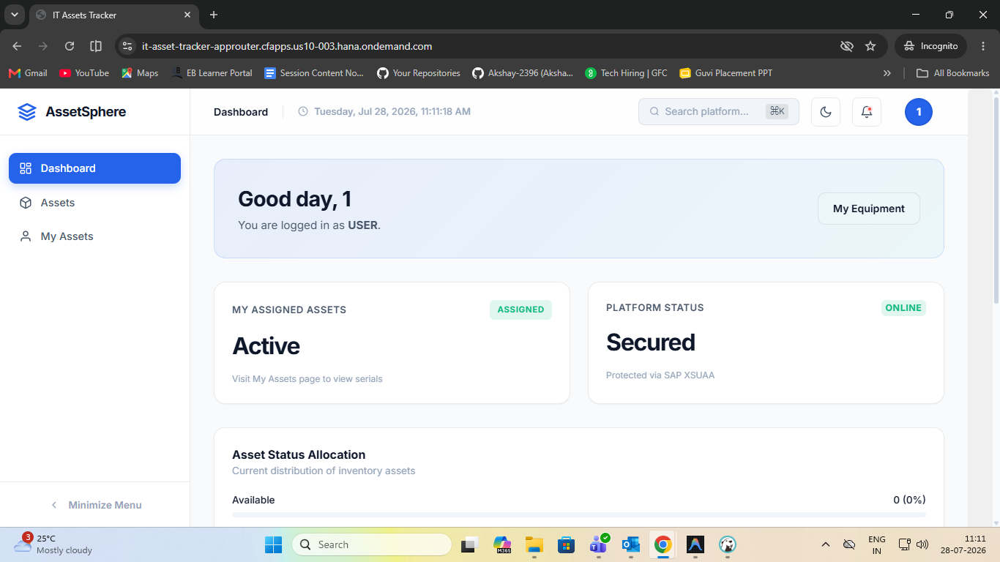 IT Assets Tracker
it-asset-tracker-approuter.cfapps.us10-003.hana.ondemand.com
Incognito
Gmail
YouTube
Maps
EB Learner Portal
Session Content No...
Your Repositories
Akshay-2396 (Aksha...
Tech Hiring | GFC
Guvi Placement PPT
»
All Bookmarks
AssetSphere
Dashboard
Tuesday, Jul 28, 2026, 11:11:18 AM
Search platform...
⌘K
1
Dashboard
Assets
My Assets
Minimize Menu
Good day, 1
You are logged in as USER.
My Equipment
MY ASSIGNED ASSETS
ASSIGNED
Active
Visit My Assets page to view serials
PLATFORM STATUS
ONLINE
Secured
Protected via SAP XSUAA
Asset Status Allocation
Current distribution of inventory assets
Available
0 (0%)
3
25°C
Mostly cloudy
Search
M365
ENG
IN
11:11
28-07-2026